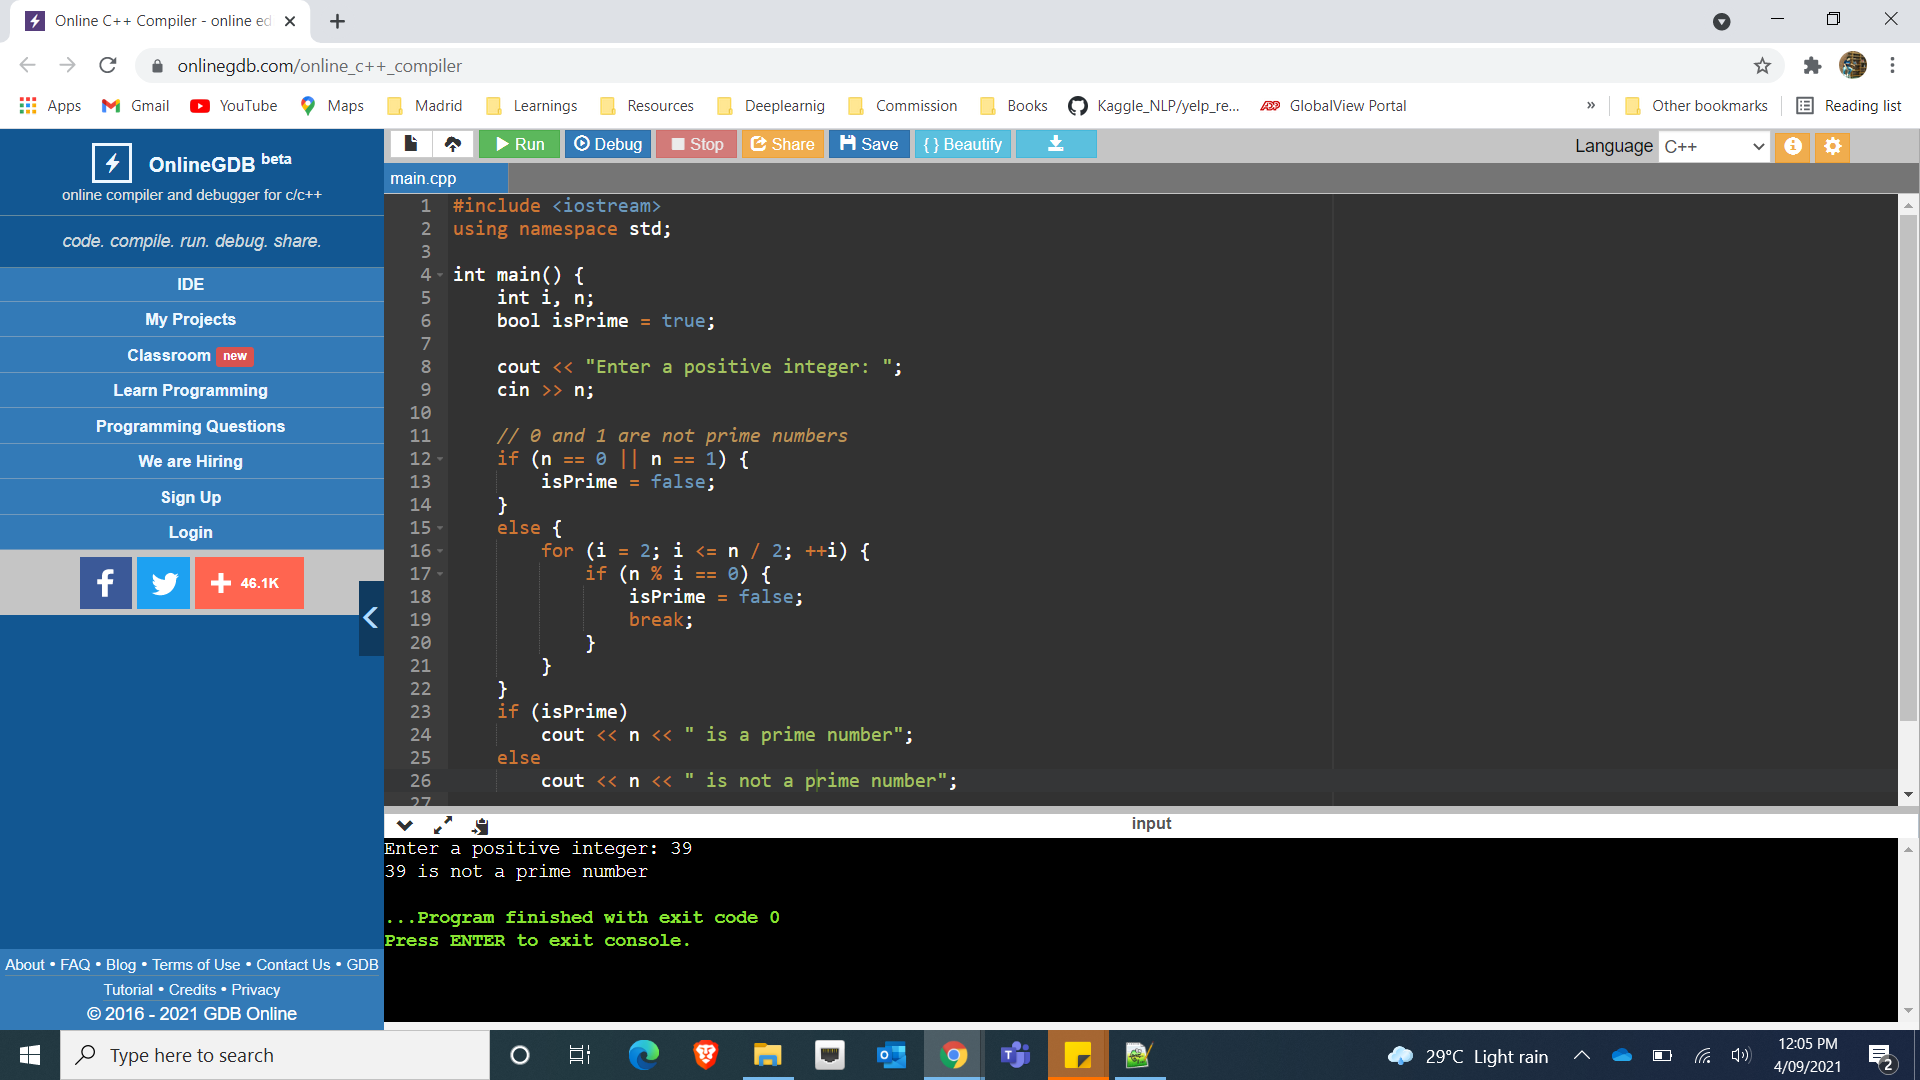 Online C++ Compiler - online ed
onlinegdb.com/online_c++_compiler
Apps Gmail YouTube Maps Madrid Learnings Resources Deeplearnig Commission Books Kaggle_NLP/yelp_re... GlobalView Portal » Other bookmarks Reading list
OnlineGDB beta
online compiler and debugger for c/c++
code. compile. run. debug. share.
IDE
My Projects
Classroom new
Learn Programming
Programming Questions
We are Hiring
Sign Up
Login
f + 46.1K
About • FAQ • Blog • Terms of Use • Contact Us • GDB
Tutorial • Credits • Privacy
© 2016 - 2021 GDB Online
Run Debug Stop Share Save { } Beautify Language C++
main.cpp
1 #include <iostream>
2 using namespace std;
3
4 int main() {
5 int i, n;
6 bool isPrime = true;
7
8 cout << "Enter a positive integer: ";
9 cin >> n;
10
11 // 0 and 1 are not prime numbers
12 if (n == 0 || n == 1) {
13 isPrime = false;
14 }
15 else {
16 for (i = 2; i <= n / 2; ++i) {
17 if (n % i == 0) {
18 isPrime = false;
19 break;
20 }
21 }
22 }
23 if (isPrime)
24 cout << n << " is a prime number";
25 else
26 cout << n << " is not a prime number";
27
input
Enter a positive integer: 39
39 is not a prime number
...Program finished with exit code 0
Press ENTER to exit console.
Type here to search
29°C Light rain
12:05 PM
4/09/2021
2